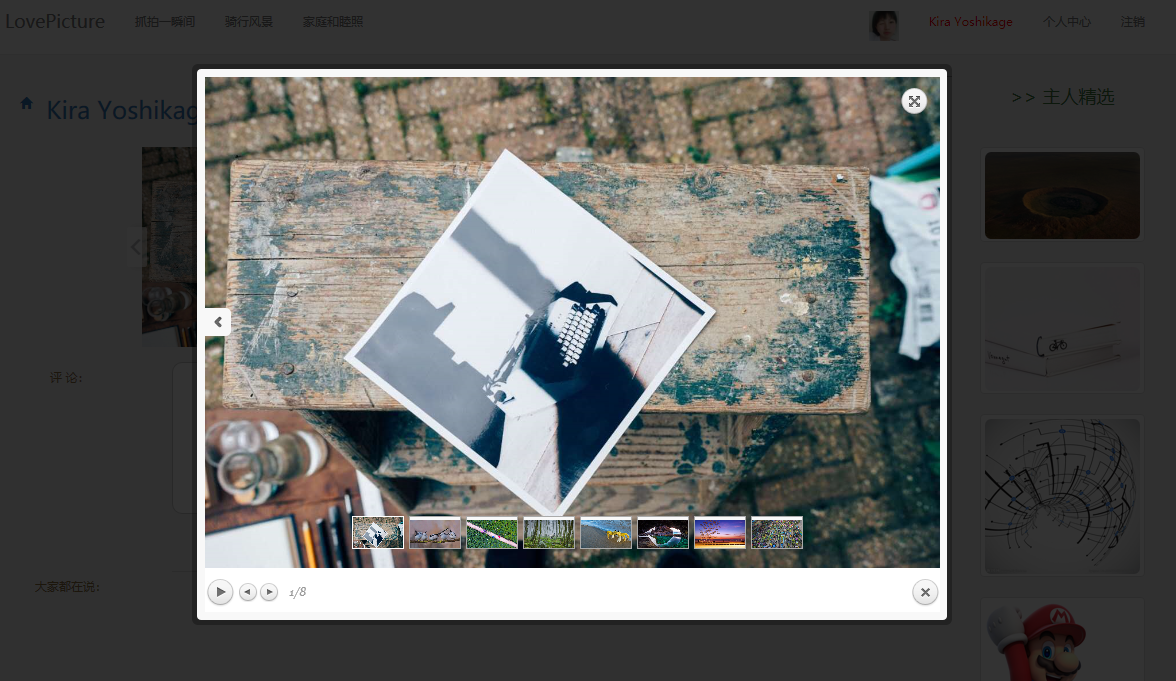 LovePicture 抓拍一瞬间 骑行风景 家庭和睦照 Kira Yoshikage 个人中心 注销
Kira Yoshikag
>> 主人精选
评 论:
大家都在说:
1/8